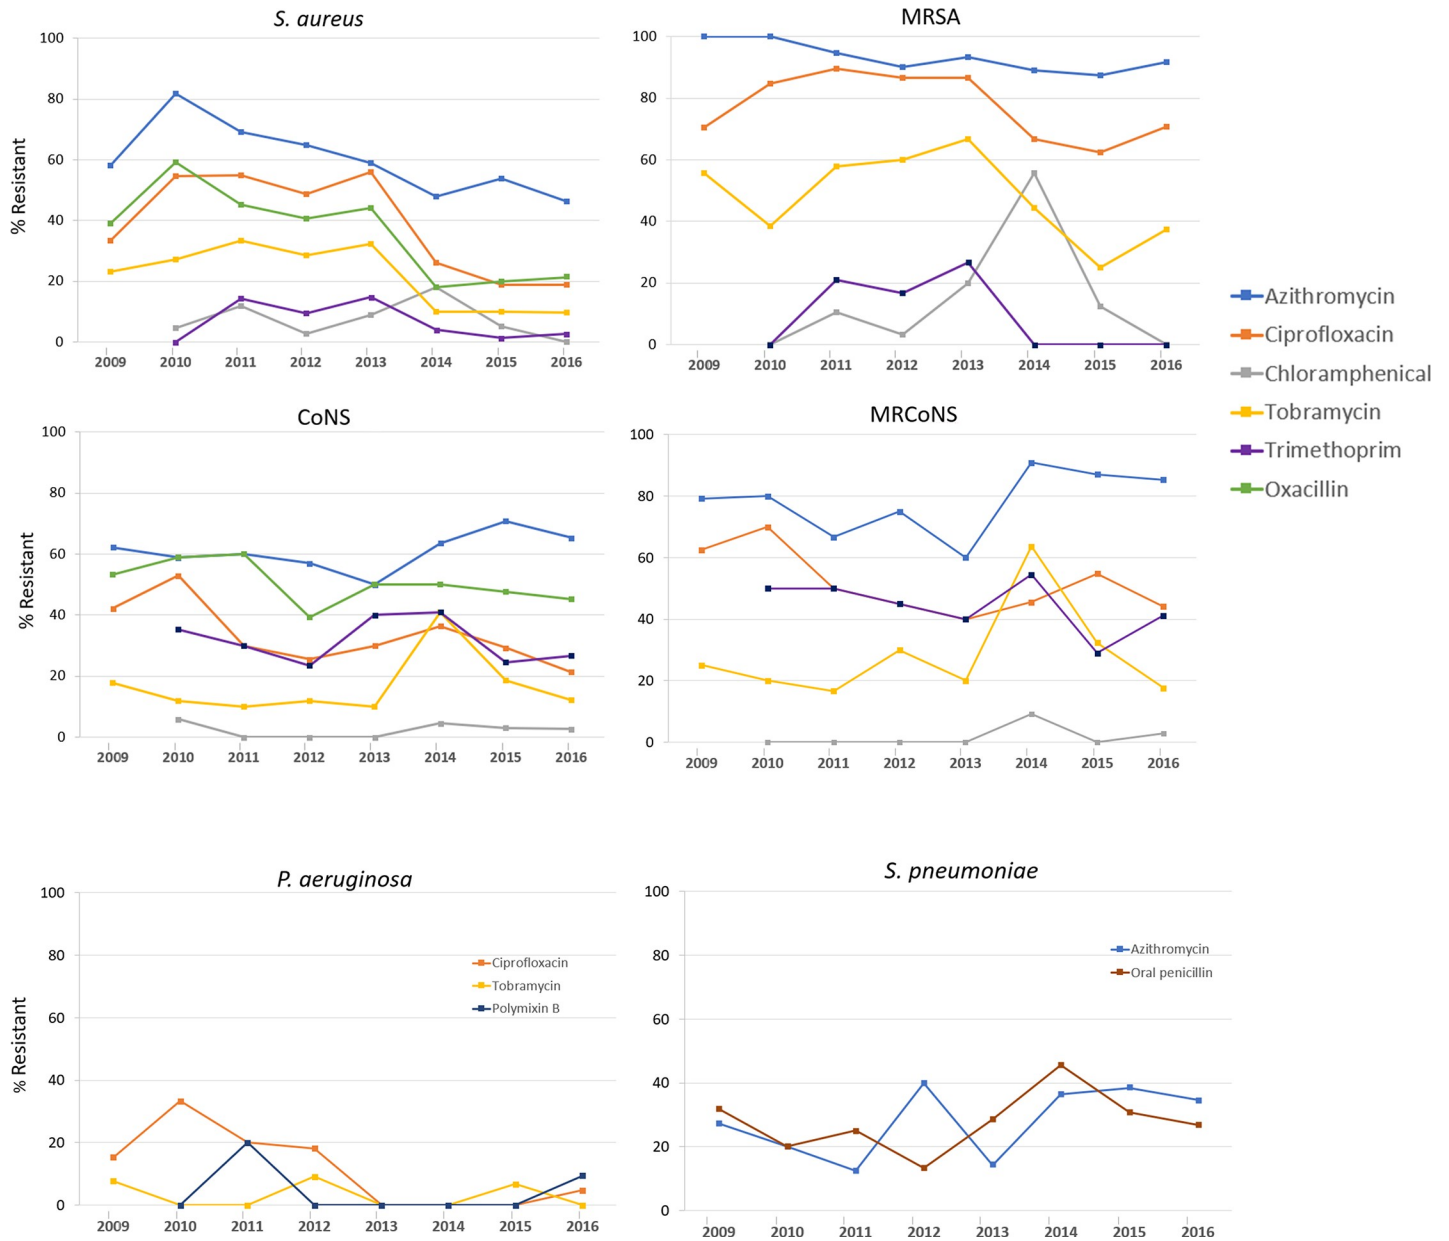 S. aureus
100
80
60
40
20
0
% Resistant
2009 2010 2011 2012 2013 2014 2015 2016
MRSA
100
80
60
40
20
0
2009 2010 2011 2012 2013 2014 2015 2016
Azithromycin
Ciprofloxacin
Chloramphenical
Tobramycin
Trimethoprim
Oxacillin
CoNS
100
80
60
40
20
0
% Resistant
2009 2010 2011 2012 2013 2014 2015 2016
MRCoNS
100
80
60
40
20
0
2009 2010 2011 2012 2013 2014 2015 2016
P. aeruginosa
100
80
60
40
20
0
% Resistant
Ciprofloxacin
Tobramycin
Polymixin B
2009 2010 2011 2012 2013 2014 2015 2016
S. pneumoniae
100
80
60
40
20
0
Azithromycin
Oral penicillin
2009 2010 2011 2012 2013 2014 2015 2016